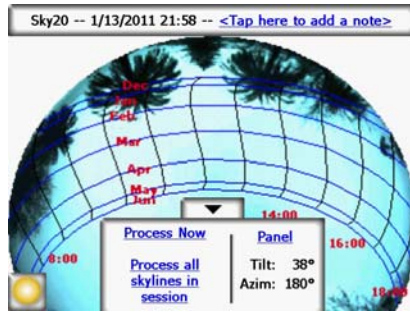 Sky20 -- 1/13/2011 21:58 -- <Tap here to add a note>
Dec
Jan
Feb
Mar
Apr
May
Jun
8:00
14:00
16:00
18:00
Process Now
Process all
skylines in
session
Panel
Tilt: 38°
Azim: 180°